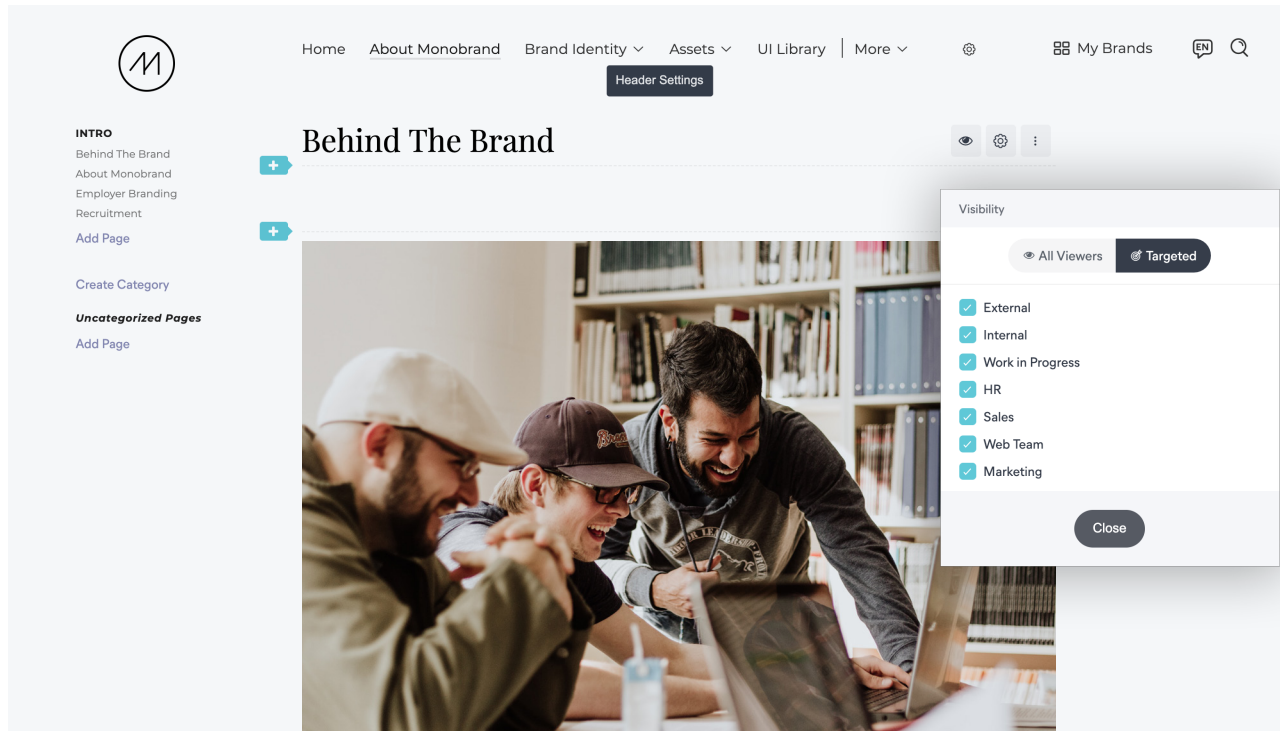 Home About Monobrand Brand Identity Assets UI Library More My Brands EN
Header Settings
INTRO
Behind The Brand
About Monobrand
Employer Branding
Recruitment
Add Page
Create Category
Uncategorized Pages
Add Page
Behind The Brand
Visibility
All Viewers Targeted
External
Internal
Work in Progress
HR
Sales
Web Team
Marketing
Close